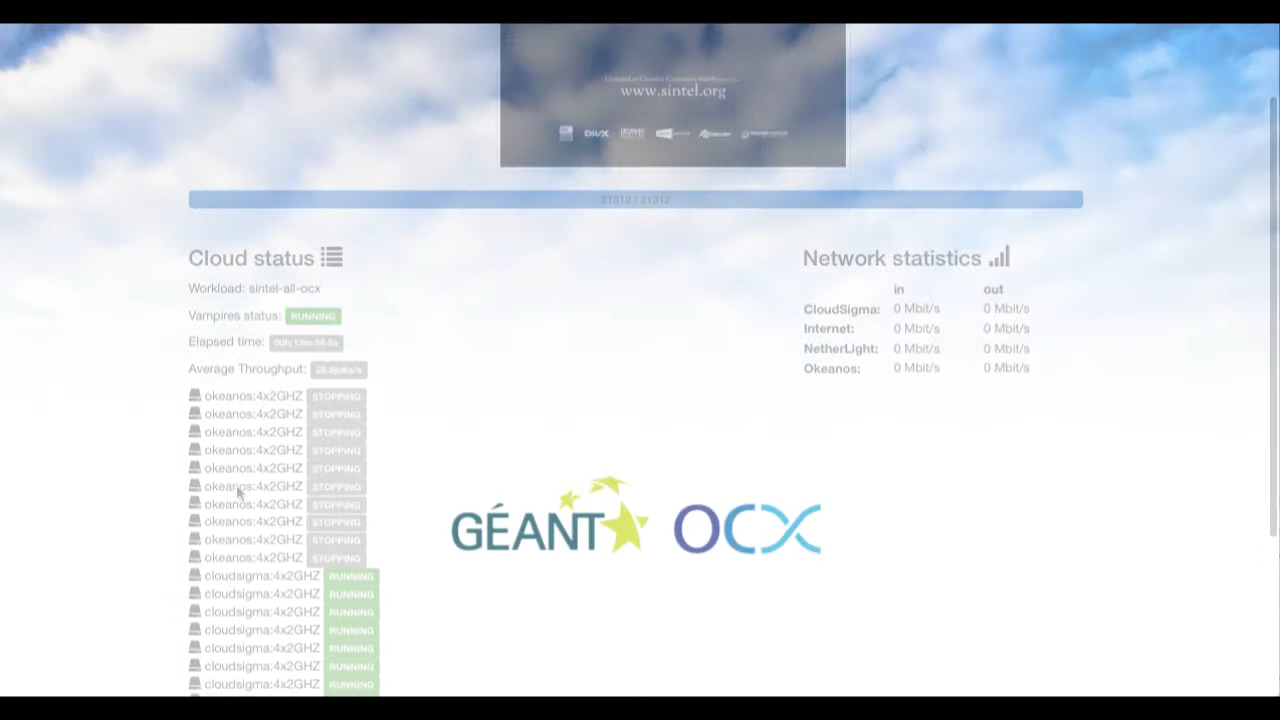 www.sintel.org
DIVX
21312 / 21312
Cloud status
Workload: sintel-all-ocx
Vampires status: RUNNING
Elapsed time:
Average Throughput:
okeanos:4x2GHZ STOPPING
okeanos:4x2GHZ STOPPING
okeanos:4x2GHZ STOPPING
okeanos:4x2GHZ STOPPING
okeanos:4x2GHZ STOPPING
okeanos:4x2GHZ STOPPING
okeanos:4x2GHZ STOPPING
okeanos:4x2GHZ STOPPING
okeanos:4x2GHZ STOPPING
okeanos:4x2GHZ STOPPING
cloudsigma:4x2GHZ RUNNING
cloudsigma:4x2GHZ RUNNING
cloudsigma:4x2GHZ RUNNING
cloudsigma:4x2GHZ RUNNING
cloudsigma:4x2GHZ RUNNING
cloudsigma:4x2GHZ RUNNING
cloudsigma:4x2GHZ RUNNING
Network statistics
in out
CloudSigma: 0 Mbit/s 0 Mbit/s
Internet: 0 Mbit/s 0 Mbit/s
NetherLight: 0 Mbit/s 0 Mbit/s
Okeanos: 0 Mbit/s 0 Mbit/s
GÉANT OCX